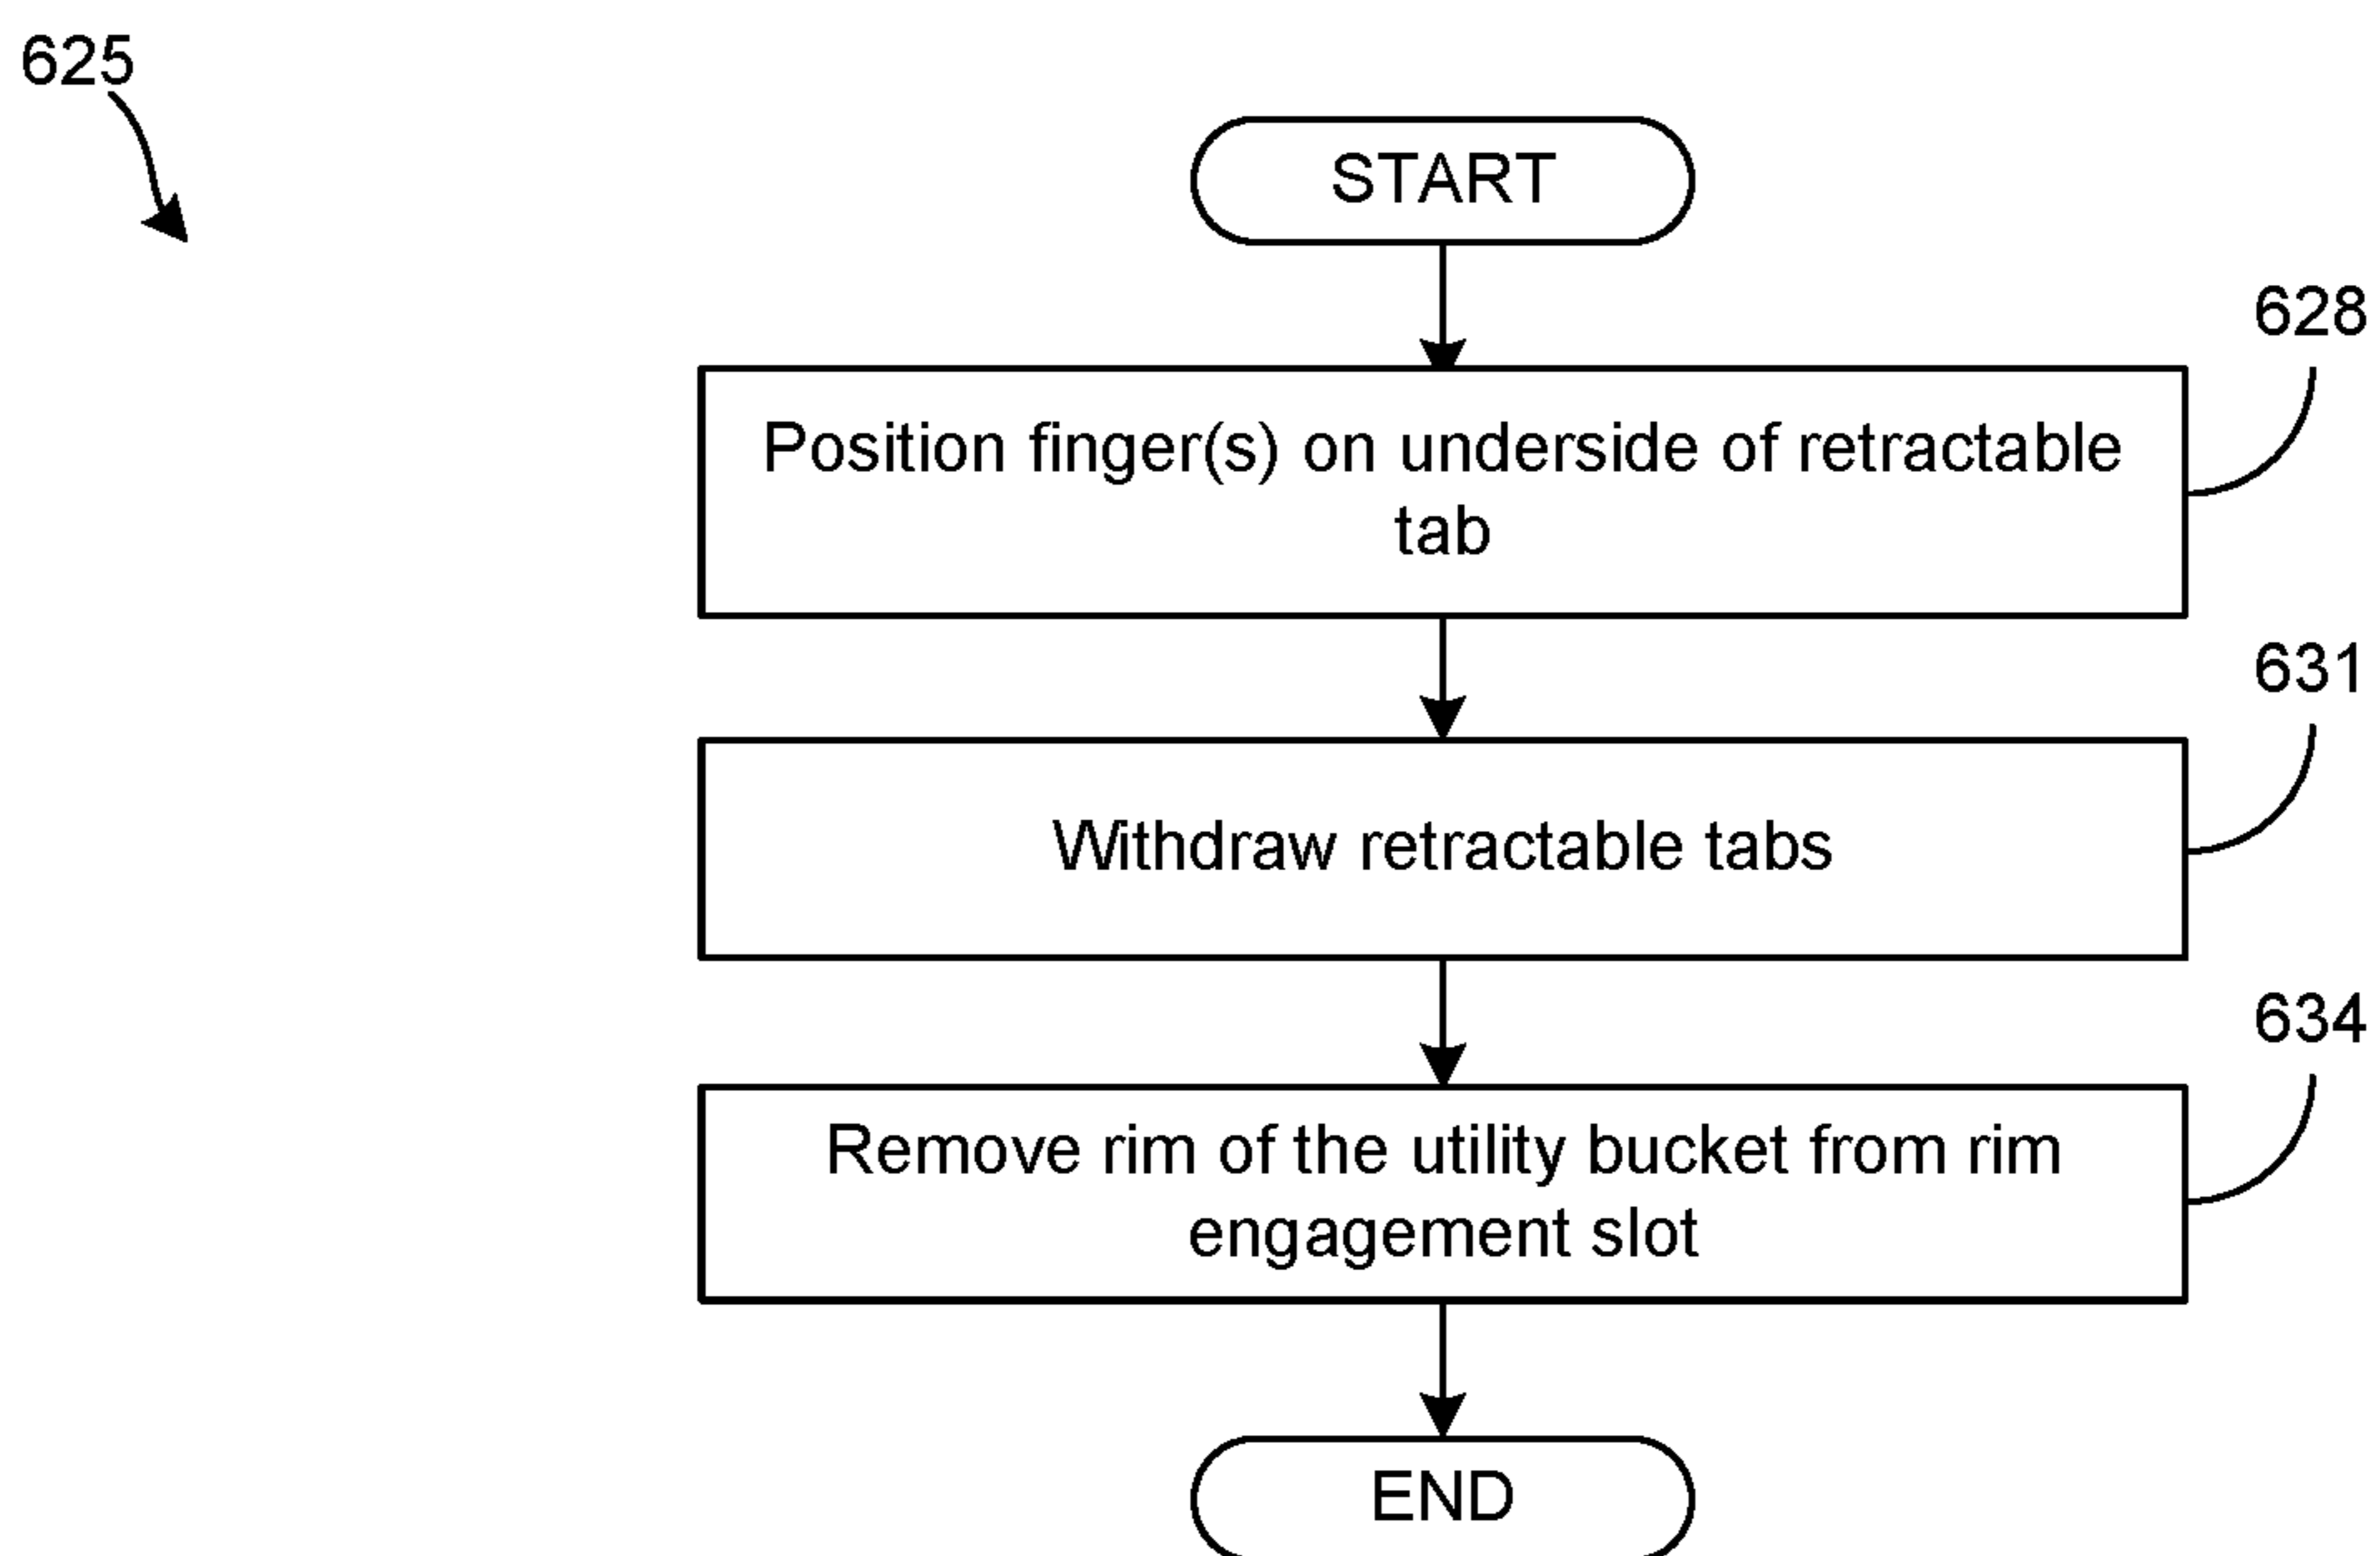 625
START
628
Position finger(s) on underside of retractable
tab
631
Withdraw retractable tabs
634
Remove rim of the utility bucket from rim
engagement slot
END